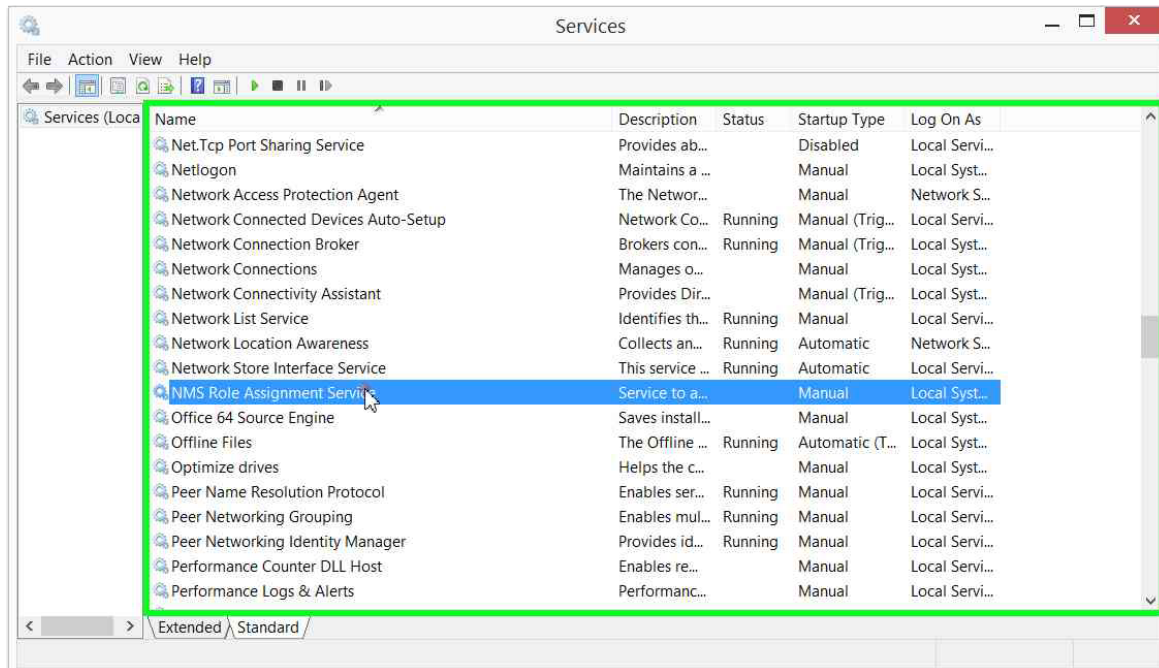 Services
File Action View Help
Services (Loca
Name Description Status Startup Type Log On As
Net.Tcp Port Sharing Service Provides ab... Disabled Local Servi...
Netlogon Maintains a ... Manual Local Syst...
Network Access Protection Agent The Networ... Manual Network S...
Network Connected Devices Auto-Setup Network Co... Running Manual (Trig... Local Servi...
Network Connection Broker Brokers con... Running Manual (Trig... Local Syst...
Network Connections Manages o... Manual Local Syst...
Network Connectivity Assistant Provides Dir... Manual (Trig... Local Syst...
Network List Service Identifies th... Running Manual Local Servi...
Network Location Awareness Collects an... Running Automatic Network S...
Network Store Interface Service This service ... Running Automatic Local Servi...
NMS Role Assignment Service Service to a... Manual Local Syst...
Office 64 Source Engine Saves install... Manual Local Syst...
Offline Files The Offline ... Running Automatic (T... Local Syst...
Optimize drives Helps the c... Manual Local Syst...
Peer Name Resolution Protocol Enables ser... Running Manual Local Servi...
Peer Networking Grouping Enables mul... Running Manual Local Servi...
Peer Networking Identity Manager Provides id... Running Manual Local Servi...
Performance Counter DLL Host Enables re... Manual Local Servi...
Performance Logs & Alerts Performanc... Manual Local Servi...
Extended Standard